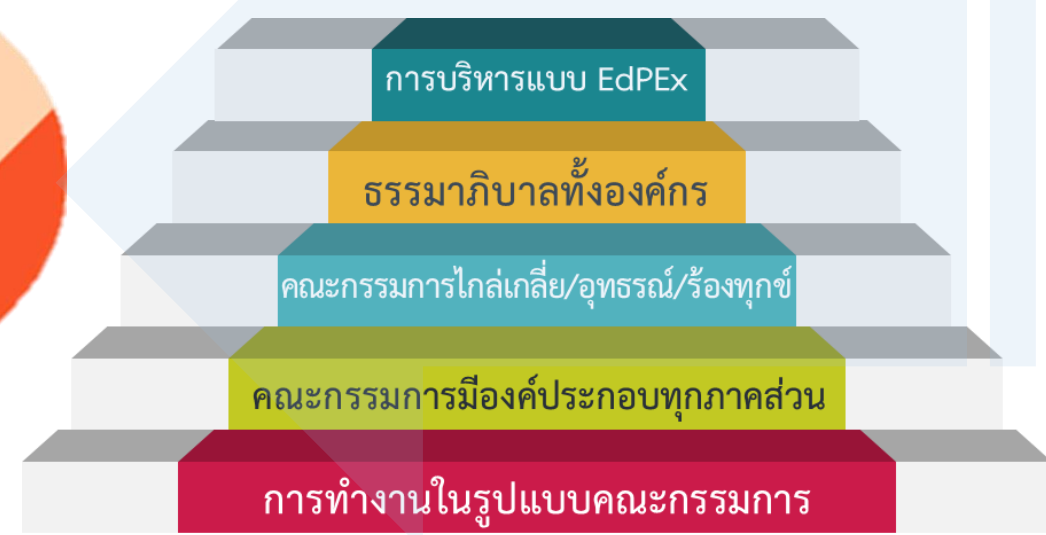 การบริหารแบบ EdPEx
ธรรมาภิบาลทั้งองค์กร
คณะกรรมการไกล่เกลี่ย/อุทธรณ์/ร้องทุกข์
คณะกรรมการมีองค์ประกอบทุกภาคส่วน
การทำงานในรูปแบบคณะกรรมการ